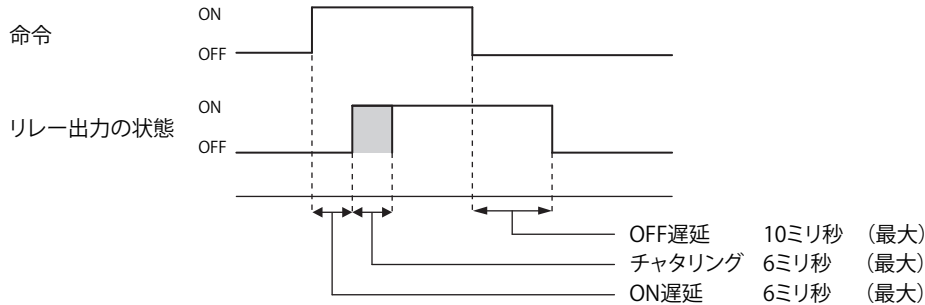 命令
ON
OFF
リレー出力の状態
ON
OFF
OFF遅延 10ミリ秒 （最大）
チャタリング 6ミリ秒 （最大）
ON遅延 6ミリ秒 （最大）